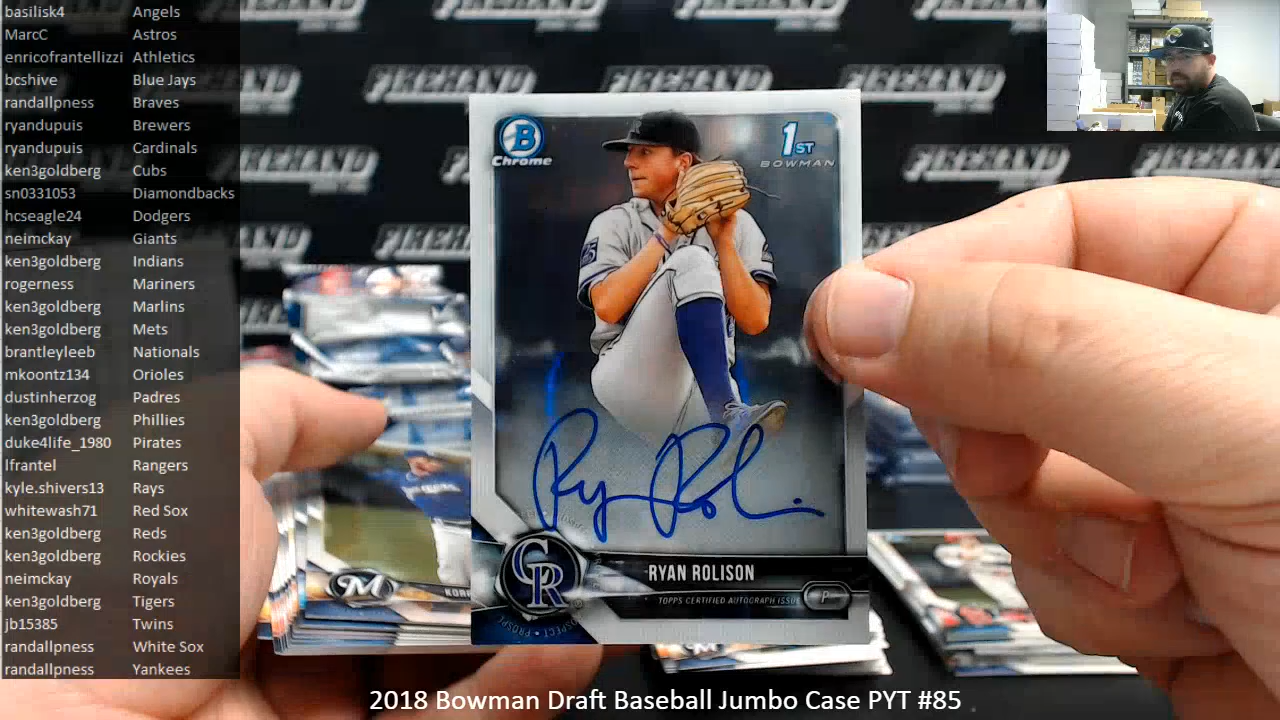 basilisk4 Angels
MarcC Astros
enricofrantellizzi Athletics
bcshive Blue Jays
randallpness Braves
ryandupuis Brewers
ryandupuis Cardinals
ken3goldberg Cubs
sn0331053 Diamondbacks
hcseagle24 Dodgers
neimckay Giants
ken3goldberg Indians
rogerness Mariners
ken3goldberg Marlins
ken3goldberg Mets
brantleyleeb Nationals
mkoontz134 Orioles
dustinherzog Padres
ken3goldberg Phillies
duke4life_1980 Pirates
lfrantel Rangers
kyle.shivers13 Rays
whitewash71 Red Sox
ken3goldberg Reds
ken3goldberg Rockies
neimckay Royals
ken3goldberg Tigers
jb15385 Twins
randallpness White Sox
randallpness Yankees
FIREHAND
B
Chrome
1ST
BOWMAN
CR
RYAN ROLISON
TOPPS CERTIFIED AUTOGRAPH ISSUE
P
M
2018 Bowman Draft Baseball Jumbo Case PYT #85